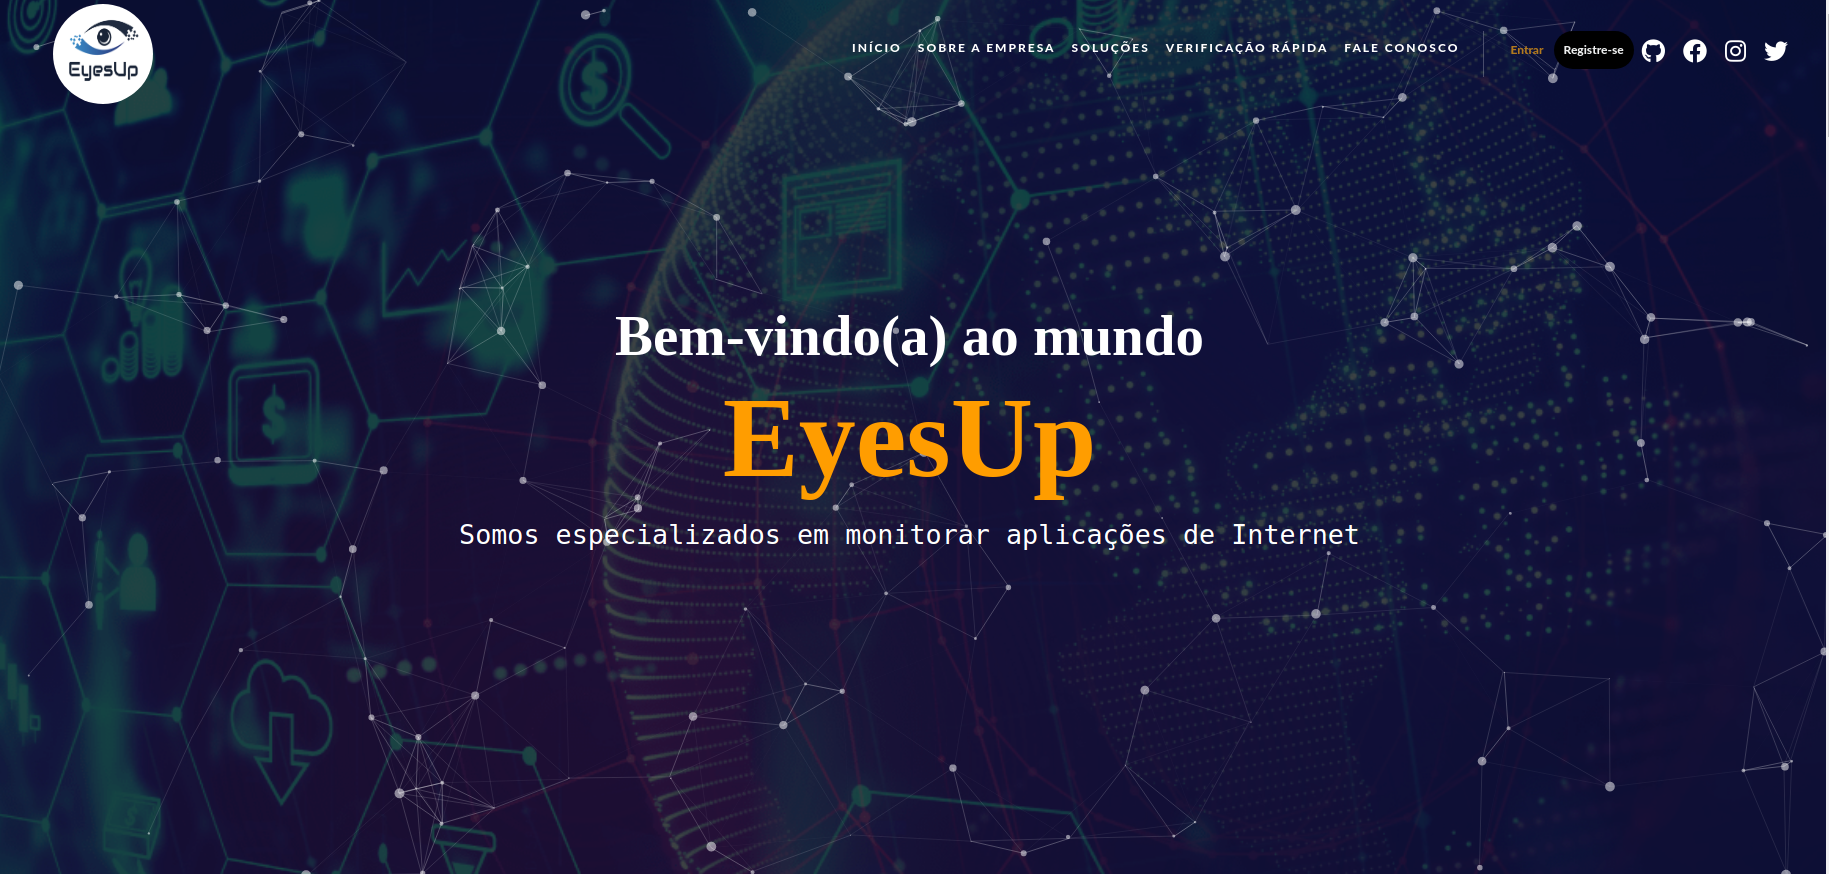 EyesUp
INÍCIO SOBRE A EMPRESA SOLUÇÕES VERIFICAÇÃO RÁPIDA FALE CONOSCO Entrar Registre-se
Bem-vindo(a) ao mundo
EyesUp
Somos especializados em monitorar aplicações de Internet